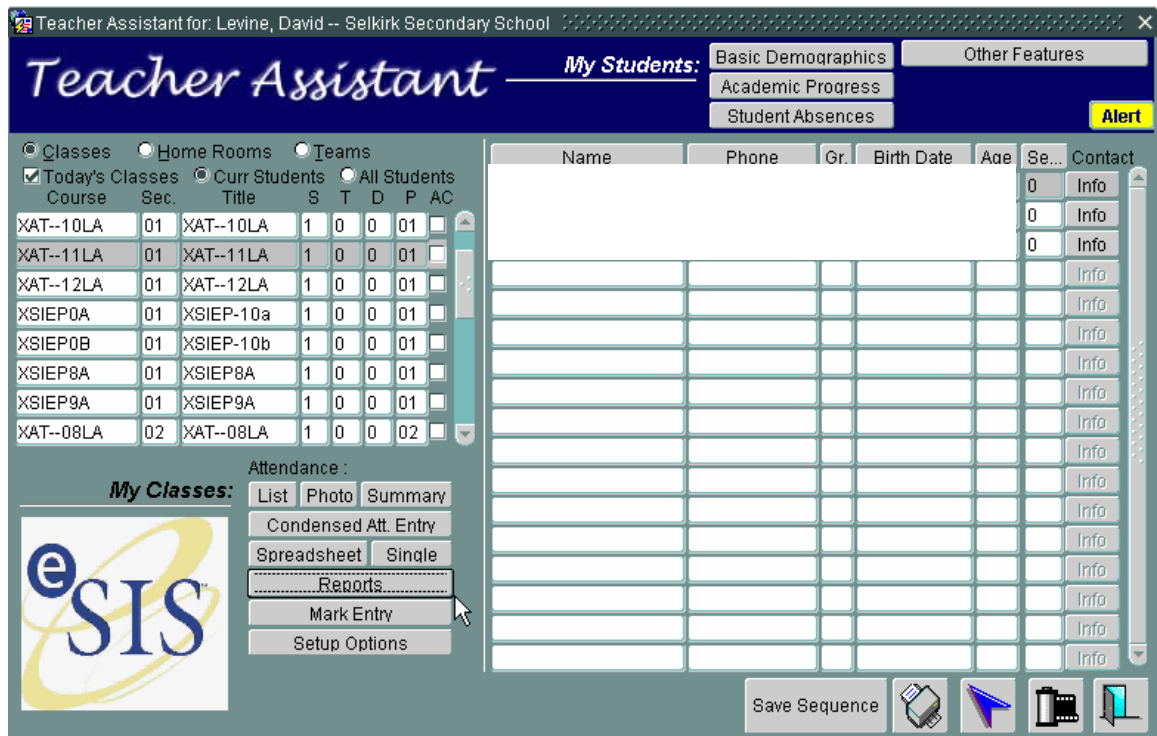 Teacher Assistant for: Levine, David -- Selkirk Secondary School
Teacher Assistant
My Students:
Basic Demographics
Other Features
Academic Progress
Student Absences
Alert
Classes Home Rooms Teams
Today's Classes Curr Students All Students
Course Sec. Title S T D P AC
XAT--10LA 01 XAT--10LA 1 0 0 01
XAT--11LA 01 XAT--11LA 1 0 0 01
XAT--12LA 01 XAT--12LA 1 0 0 01
XSIEP0A 01 XSIEP-10a 1 0 0 01
XSIEP0B 01 XSIEP-10b 1 0 0 01
XSIEP8A 01 XSIEP8A 1 0 0 01
XSIEP9A 01 XSIEP9A 1 0 0 01
XAT--08LA 02 XAT--08LA 1 0 0 02
Attendance :
My Classes:
List Photo Summary
Condensed Att. Entry
Spreadsheet Single
Reports
Mark Entry
Setup Options
eSIS™
Name Phone Gr. Birth Date Age Se... Contact
0 Info
0 Info
0 Info
Info
Info
Info
Info
Info
Info
Info
Info
Info
Info
Info
Info
Info
Info
Save Sequence